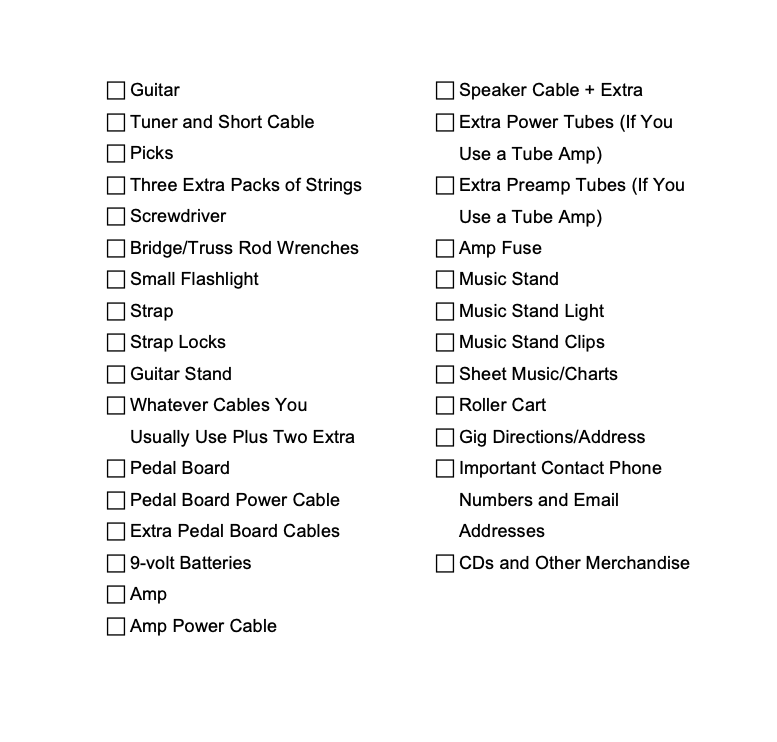 Guitar
Tuner and Short Cable
Picks
Three Extra Packs of Strings
Screwdriver
Bridge/Truss Rod Wrenches
Small Flashlight
Strap
Strap Locks
Guitar Stand
Whatever Cables You
Usually Use Plus Two Extra
Pedal Board
Pedal Board Power Cable
Extra Pedal Board Cables
9-volt Batteries
Amp
Amp Power Cable
Speaker Cable + Extra
Extra Power Tubes (If You
Use a Tube Amp)
Extra Preamp Tubes (If You
Use a Tube Amp)
Amp Fuse
Music Stand
Music Stand Light
Music Stand Clips
Sheet Music/Charts
Roller Cart
Gig Directions/Address
Important Contact Phone
Numbers and Email
Addresses
CDs and Other Merchandise